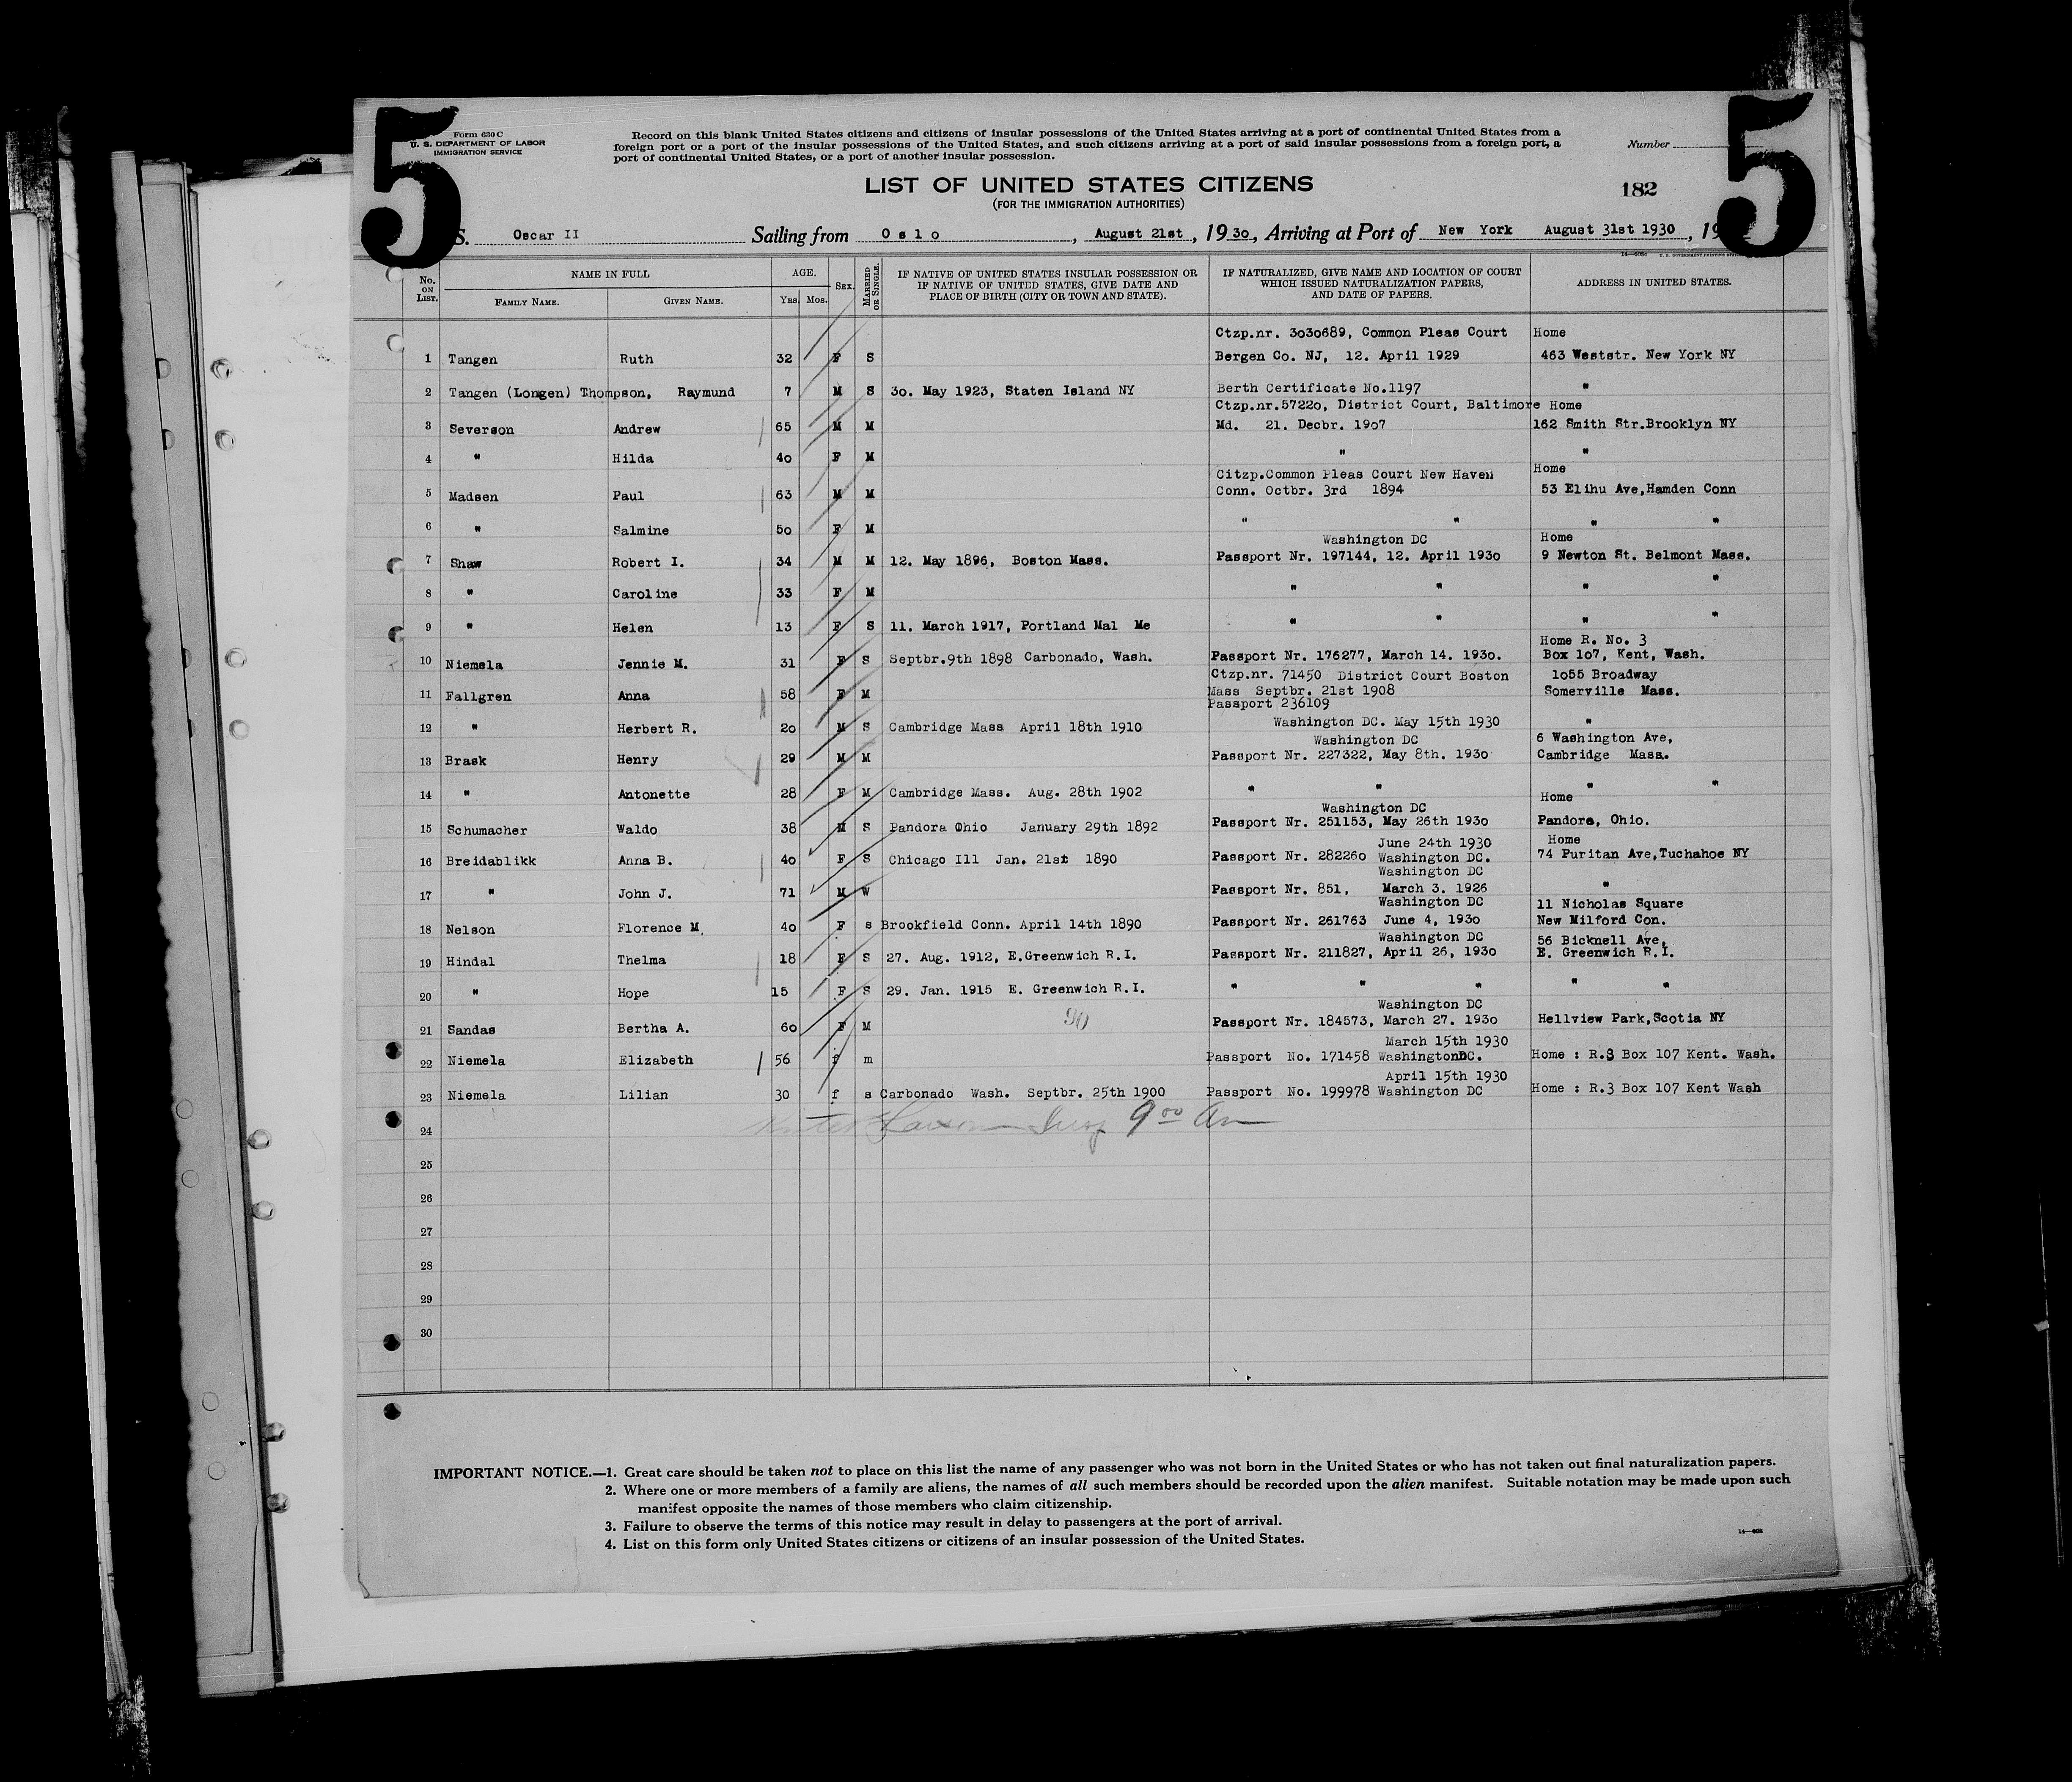 5
5
Form 630 C
U. S. DEPARTMENT OF LABOR
IMMIGRATION SERVICE
Record on this blank United States citizens and citizens of insular possessions of the United States arriving at a port of continental United States from a
foreign port or a port of the insular possessions of the United States, and such citizens arriving at a port of said insular possessions from a foreign port, a
port of continental United States, or a port of another insular possession.
Number
LIST OF UNITED STATES CITIZENS
182
(FOR THE IMMIGRATION AUTHORITIES)
S. Oscar II Sailing from Oslo, August 21st, 1930, Arriving at Port of New York August 31st 1930, 19
No. ON LIST. NAME IN FULL AGE. SEX. MARRIED OR SINGLE. IF NATIVE OF UNITED STATES INSULAR POSSESSION OR IF NATIVE OF UNITED STATES, GIVE DATE AND PLACE OF BIRTH (CITY OR TOWN AND STATE). IF NATURALIZED, GIVE NAME AND LOCATION OF COURT WHICH ISSUED NATURALIZATION PAPERS, AND DATE OF PAPERS. ADDRESS IN UNITED STATES.
FAMILY NAME. GIVEN NAME. YRS. MOS.
Ctzp.nr. 3030689, Common Pleas Court Home
1 Tangen Ruth 32 F S Bergen Co. NJ, 12. April 1929 463 Weststr. New York NY
2 Tangen (Longen) Thompson, Raymund 7 M S 30. May 1923, Staten Island NY Berth Certificate No.1197 "
Ctzp.nr.57220, District Court, Baltimore Home
3 Severson Andrew 65 M M Md. 21. Decbr. 1907 162 Smith Str.Brooklyn NY
4 " Hilda 40 F M " "
Citzp.Common Pleas Court New Haven Home
5 Madsen Paul 63 M M Conn. Octbr. 3rd 1894 53 Elihu Ave,Hamden Conn
6 " Salmine 50 F M " " " "
Washington DC Home
7 Shaw Robert I. 34 M M 12. May 1896, Boston Mass. Passport Nr. 197144, 12. April 1930 9 Newton St. Belmont Mass.
8 " Caroline 33 F M " " " "
9 " Helen 13 F S 11. March 1917, Portland Mal Me " " " "
Home R. No. 3
10 Niemela Jennie M. 31 F S Septbr.9th 1898 Carbonado, Wash. Passport Nr. 176277, March 14. 1930. Box 107, Kent, Wash.
Ctzp.nr. 71450 District Court Boston 1055 Broadway
11 Fallgren Anna 58 F M Mass Septbr. 21st 1908 Somerville Mass.
Passport 236109
12 " Herbert R. 20 M S Cambridge Mass April 18th 1910 Washington DC. May 15th 1930 "
Washington DC 6 Washington Ave,
13 Brask Henry 29 M M Passport Nr. 227322, May 8th. 1930 Cambridge Mass.
14 " Antonette 28 F M Cambridge Mass. Aug. 28th 1902 " " " "
Washington DC Home
15 Schumacher Waldo 38 M S Pandora Ohio January 29th 1892 Passport Nr. 251153, May 26th 1930 Pandora, Ohio.
June 24th 1930 Home
16 Breidablikk Anna B. 40 F S Chicago Ill Jan. 21st 1890 Passport Nr. 282260 Washington DC. 74 Puritan Ave,Tuchahoe NY
Washington DC
17 " John J. 71 M W Passport Nr. 851, March 3. 1926 "
Washington DC 11 Nicholas Square
18 Nelson Florence M. 40 F s Brookfield Conn. April 14th 1890 Passport Nr. 261763 June 4, 1930 New Milford Con.
Washington DC 56 Bicknell Ave,
19 Hindal Thelma 18 F S 27. Aug. 1912, E.Greenwich R.I. Passport Nr. 211827, April 26, 1930 E. Greenwich R.I.
20 " Hope 15 F S 29. Jan. 1915 E. Greenwich R.I. " " " " "
Washington DC
21 Sandas Bertha A. 60 F M Passport Nr. 184573, March 27. 1930 Hellview Park,Scotia NY
March 15th 1930
22 Niemela Elizabeth 56 f m Passport No. 171458 WashingtonDC. Home : R.3 Box 107 Kent. Wash.
April 15th 1930
23 Niemela Lilian 30 f s Carbonado Wash. Septbr. 25th 1900 Passport No. 199978 Washington DC Home : R.3 Box 107 Kent Wash
9 00 Am
24
25
26
27
28
29
30
IMPORTANT NOTICE.—1. Great care should be taken not to place on this list the name of any passenger who was not born in the United States or who has not taken out final naturalization papers.
2. Where one or more members of a family are aliens, the names of all such members should be recorded upon the alien manifest. Suitable notation may be made upon such
manifest opposite the names of those members who claim citizenship.
3. Failure to observe the terms of this notice may result in delay to passengers at the port of arrival.
4. List on this form only United States citizens or citizens of an insular possession of the United States.